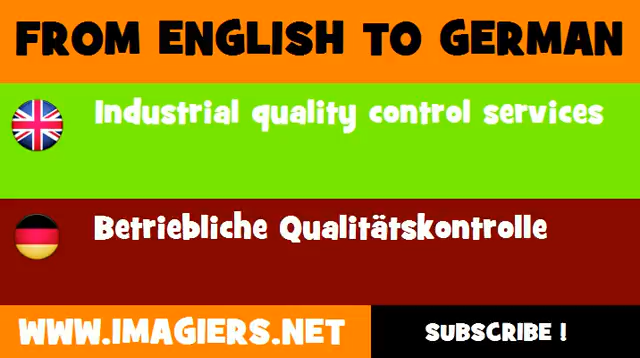 FROM ENGLISH TO GERMAN
Industrial quality control services
Betriebliche Qualitätskontrolle
WWW.IMAGIERS.NET
SUBSCRIBE !